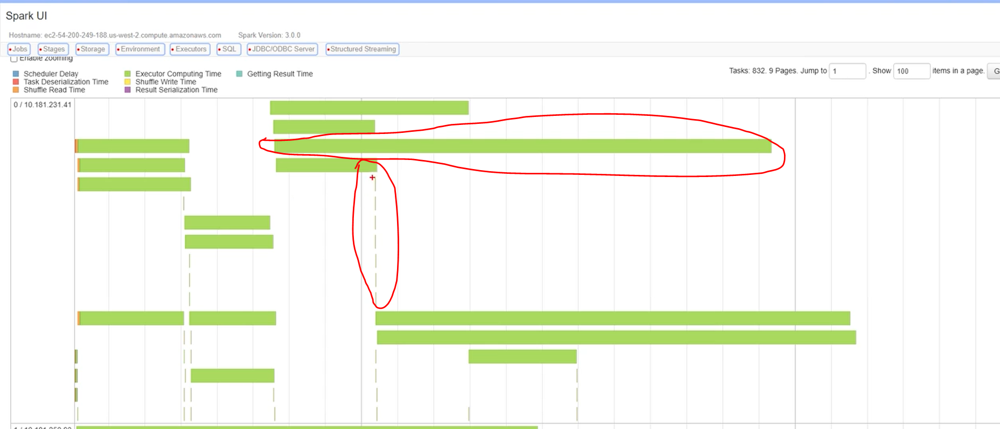 Spark UI
Hostname: ec2-54-200-249-188.us-west-2.compute.amazonaws.com Spark Version: 3.0.0
Jobs Stages Storage Environment Executors SQL JDBC/ODBC Server Structured Streaming
Enable zooming
Scheduler Delay Executor Computing Time Getting Result Time
Task Deserialization Time Shuffle Write Time
Shuffle Read Time Result Serialization Time
Tasks: 832. 9 Pages. Jump to 1 . Show 100 items in a page. G
0 / 10.181.231.41